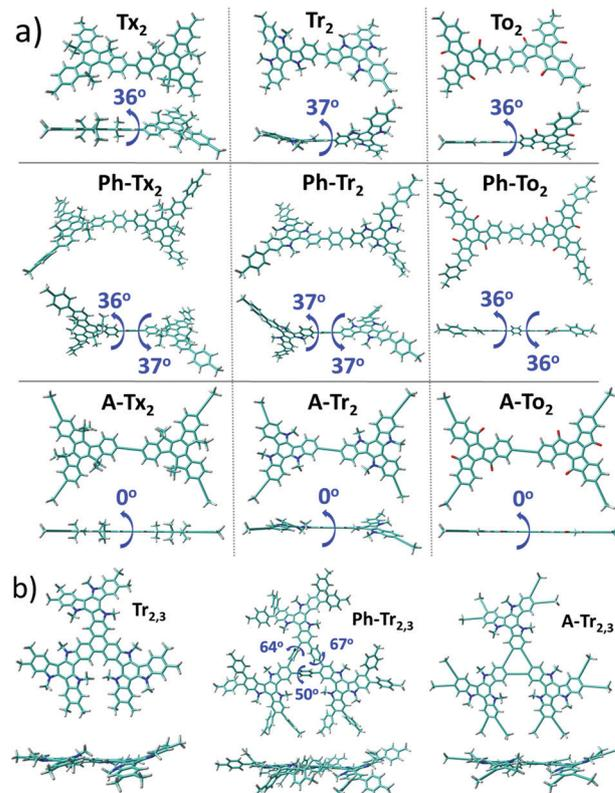 a)
Tx₂ Tr₂ To₂
36° 37° 36°
Ph-Tx₂ Ph-Tr₂ Ph-To₂
36° 37° 37° 37° 36° 36°
A-Tx₂ A-Tr₂ A-To₂
0° 0° 0°
b)
Tr₂,₃ Ph-Tr₂,₃ A-Tr₂,₃
64° 67°
50°